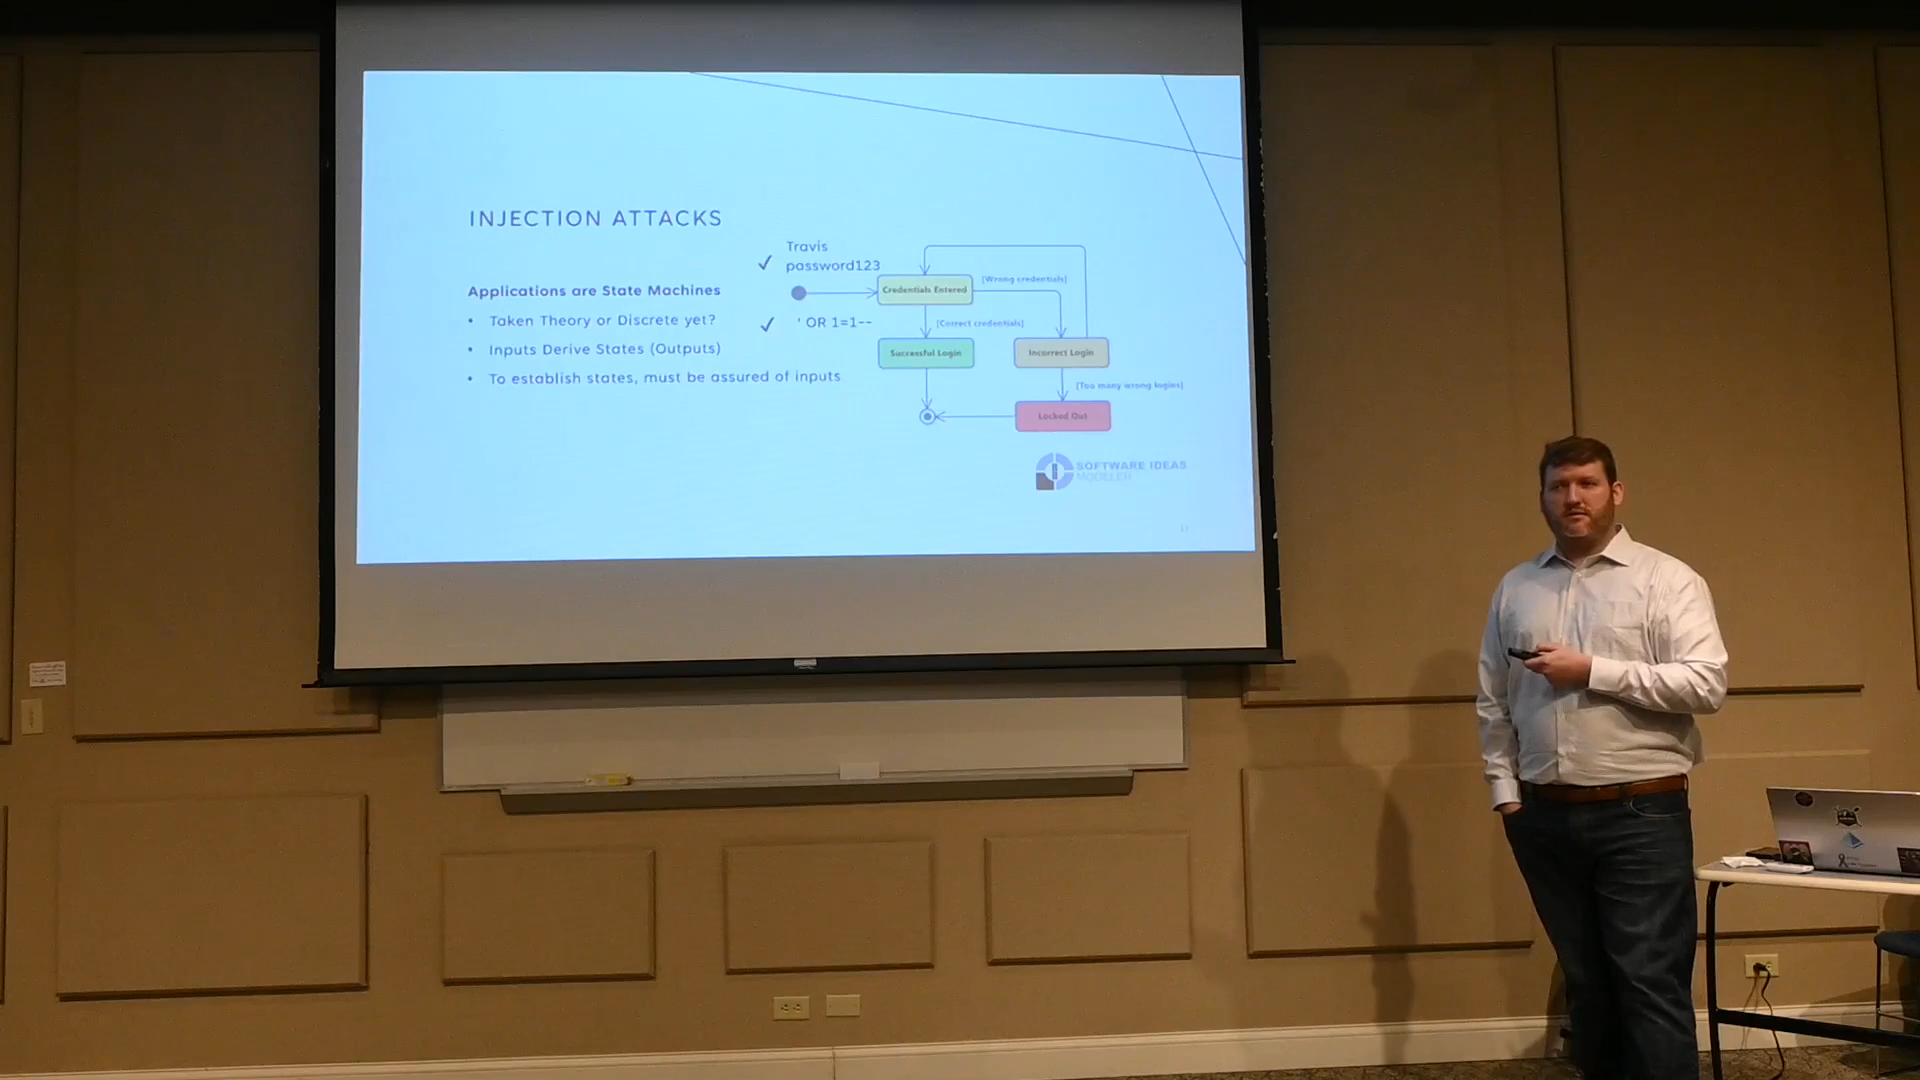 INJECTION ATTACKS
Applications are State Machines
• Taken Theory or Discrete yet?
• Inputs Derive States (Outputs)
• To establish states, must be assured of inputs
✓ Travis
password123
✓ ' OR 1=1--
Credentials Entered
[Wrong credentials]
[Correct credentials]
Successful Login
Incorrect Login
[Too many wrong logins]
Locked Out
SOFTWARE IDEAS
MODELER